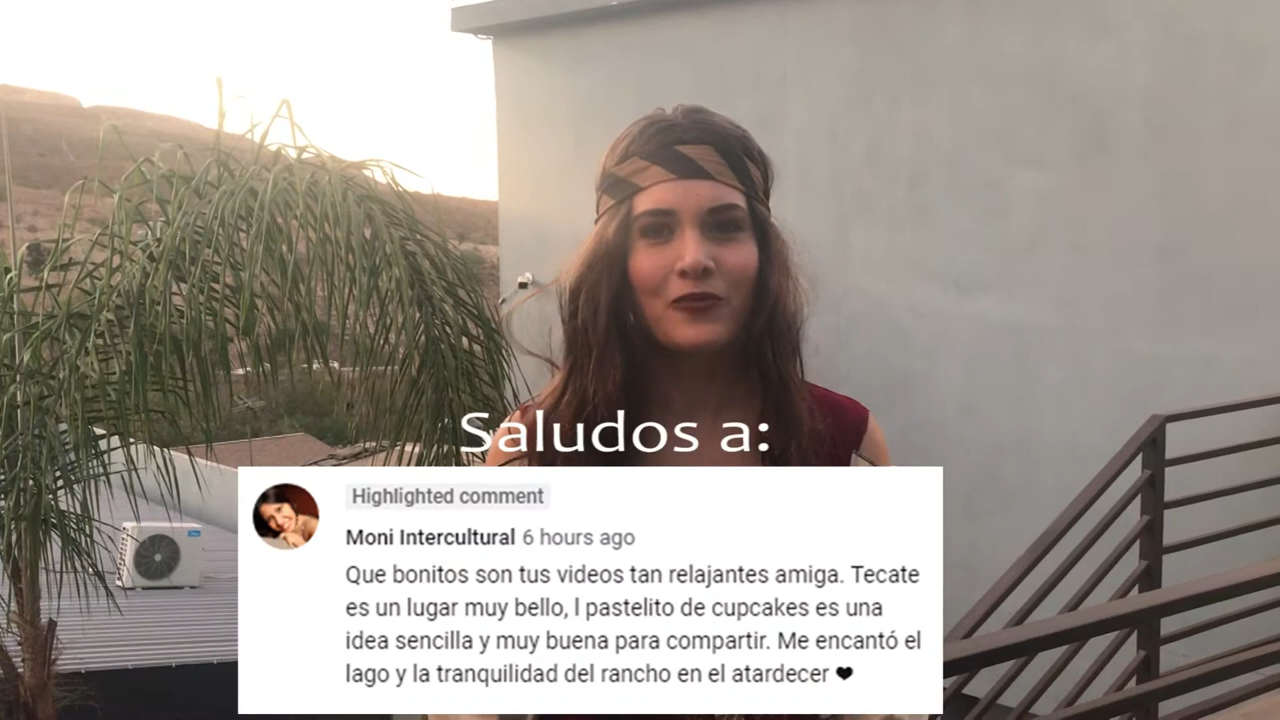 Saludos a:
Highlighted comment
Moni Intercultural 6 hours ago
Que bonitos son tus videos tan relajantes amiga. Tecate
es un lugar muy bello, l pastelito de cupcakes es una
idea sencilla y muy buena para compartir. Me encantó el
lago y la tranquilidad del rancho en el atardecer ❤